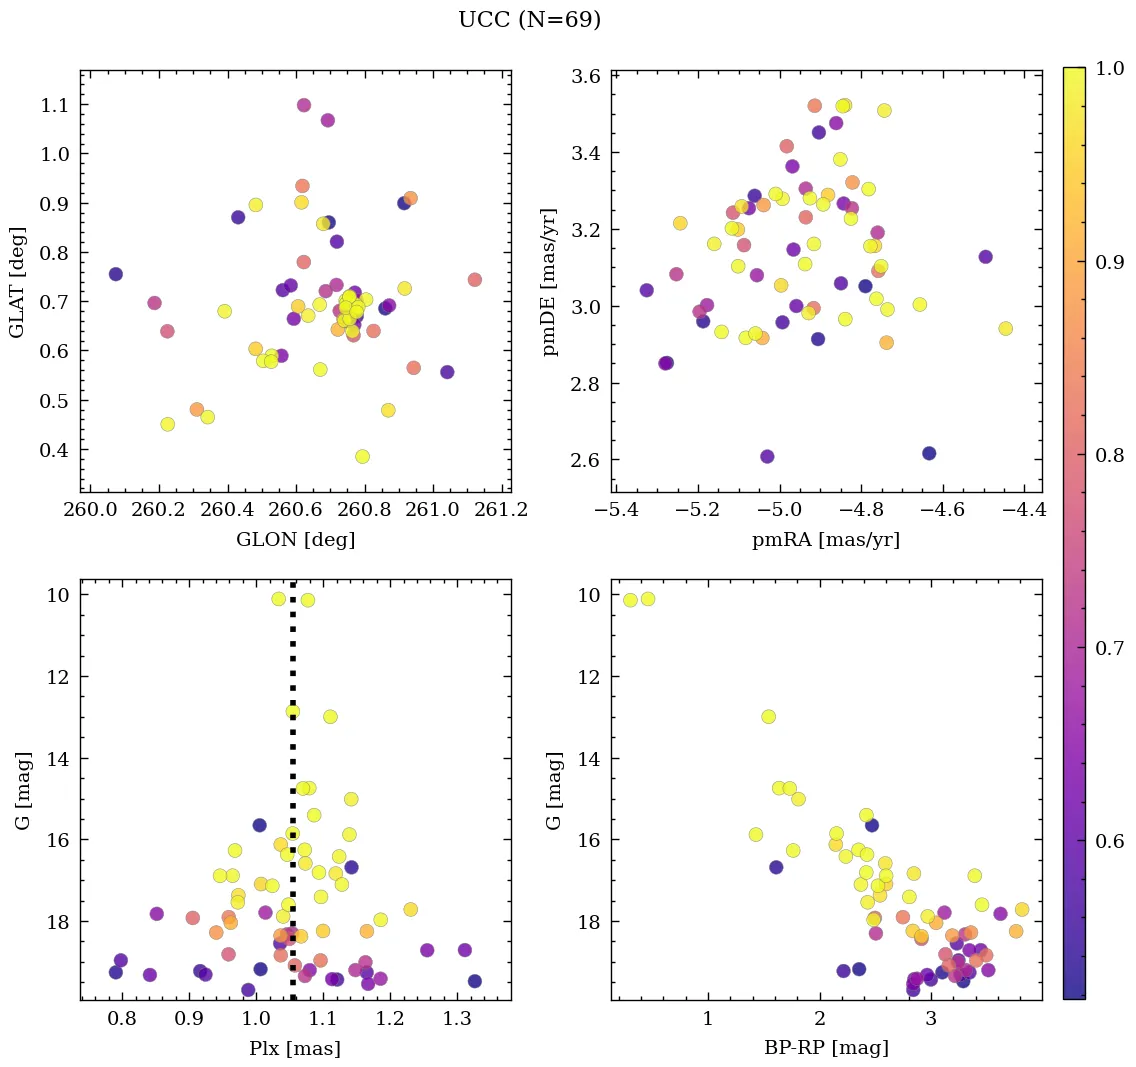 UCC (N=69)
1.1
1.0
0.9
0.8
0.7
0.6
0.5
0.4
GLAT [deg]
260.0 260.2 260.4 260.6 260.8 261.0 261.2
GLON [deg]
3.6
3.4
3.2
3.0
2.8
2.6
pmDE [mas/yr]
−5.4 −5.2 −5.0 −4.8 −4.6 −4.4
pmRA [mas/yr]
1.0
0.9
0.8
0.7
0.6
10
12
14
16
18
G [mag]
0.8 0.9 1.0 1.1 1.2 1.3
Plx [mas]
10
12
14
16
18
G [mag]
1 2 3
BP-RP [mag]